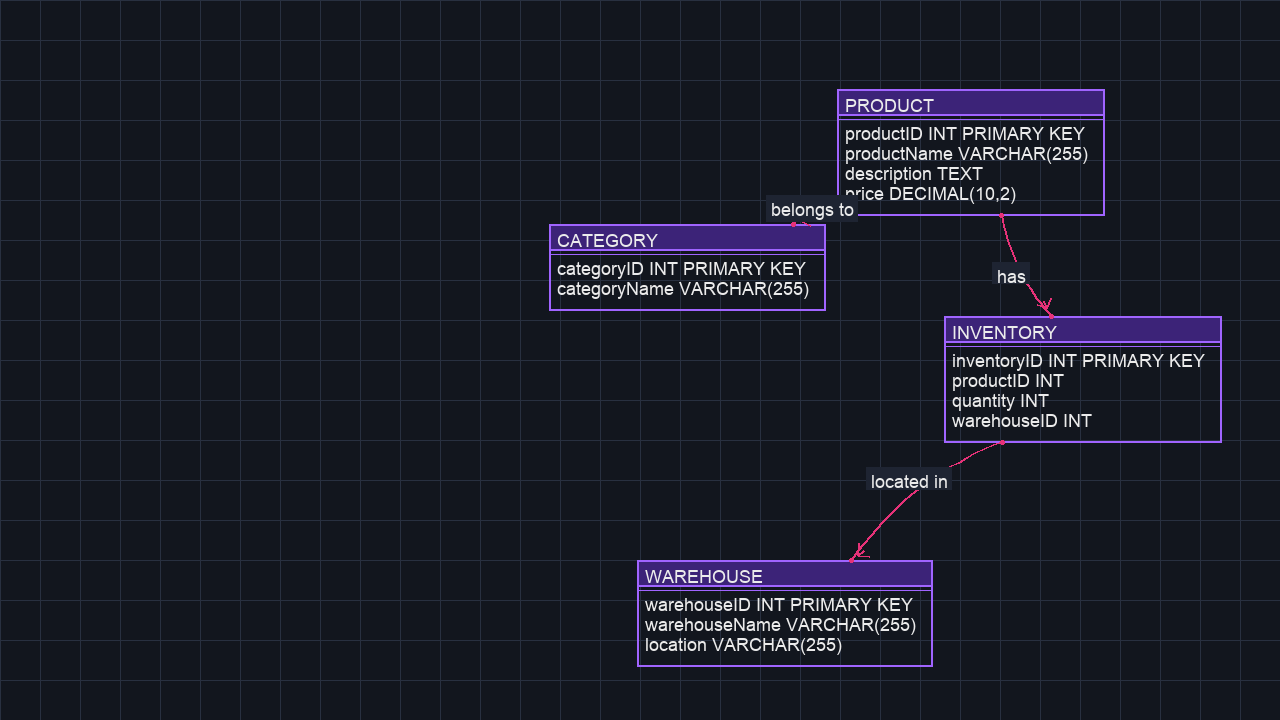 PRODUCT
productID INT PRIMARY KEY
productName VARCHAR(255)
description TEXT
price DECIMAL(10,2)
belongs to
CATEGORY
categoryID INT PRIMARY KEY
categoryName VARCHAR(255)
has
INVENTORY
inventoryID INT PRIMARY KEY
productID INT
quantity INT
warehouseID INT
located in
WAREHOUSE
warehouseID INT PRIMARY KEY
warehouseName VARCHAR(255)
location VARCHAR(255)